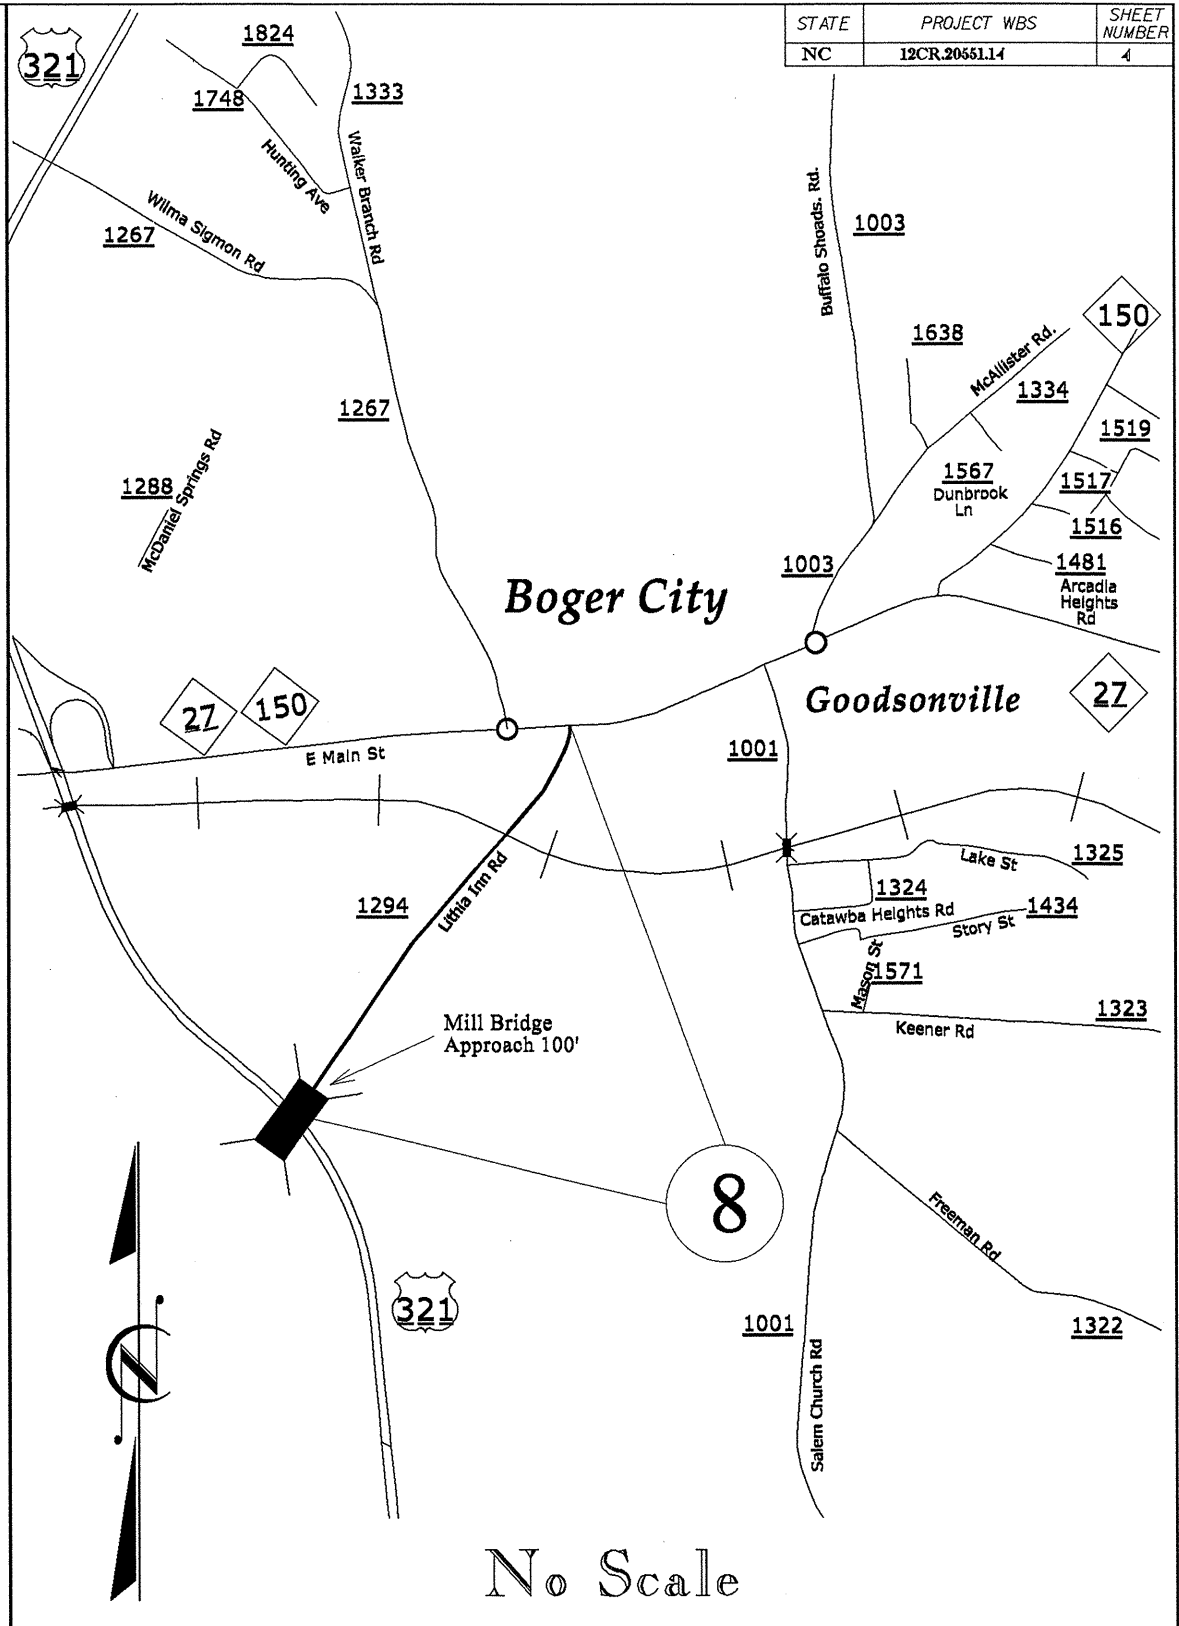 STATE PROJECT WBS SHEET NUMBER
NC 12CR.20551.14 4
321
1824
1748
1333
Hunting Ave
Walker Branch Rd
Wilma Sigmon Rd
1267
Buffalo Shoads. Rd.
1003
150
1638
McAllister Rd.
1334
1267
1519
1288
McDaniel Springs Rd
1567
Dunbrook
Ln
1517
1516
1003
1481
Arcadia
Heights
Rd
Boger City
Goodsonville
27
27
150
E Main St
1001
Lake St
1325
1294
Lithia Inn Rd
1324
Catawba Heights Rd
1434
Story St
Mason St
1571
1323
Keener Rd
Mill Bridge
Approach 100'
8
Freeman Rd
321
1001
1322
Salem Church Rd
N
No Scale